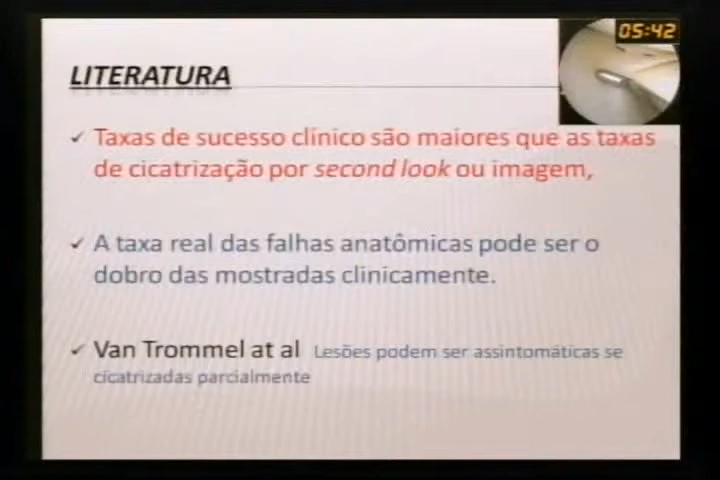 05:42
LITERATURA
✓ Taxas de sucesso clínico são maiores que as taxas
de cicatrização por second look ou imagem,
✓ A taxa real das falhas anatômicas pode ser o
dobro das mostradas clinicamente.
✓ Van Trommel at al Lesões podem ser assintomáticas se
cicatrizadas parcialmente